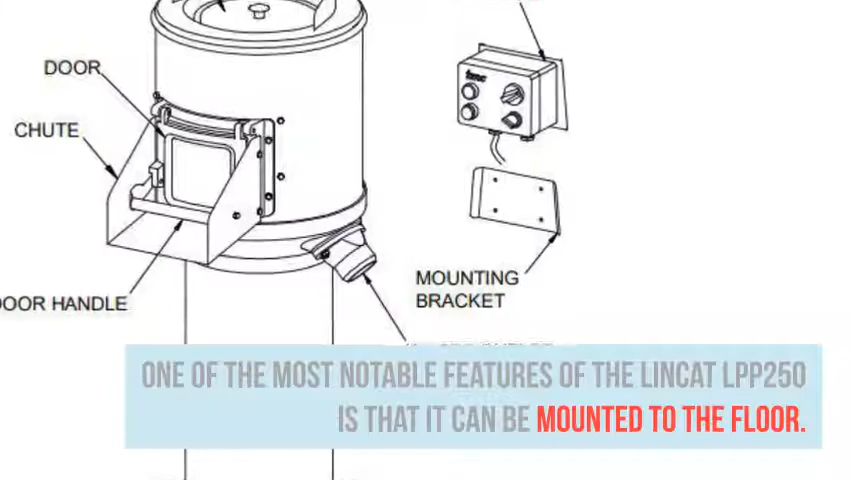 DOOR
CHUTE
DOOR HANDLE
MOUNTING
BRACKET
ONE OF THE MOST NOTABLE FEATURES OF THE LINCAT LPP250
IS THAT IT CAN BE MOUNTED TO THE FLOOR.